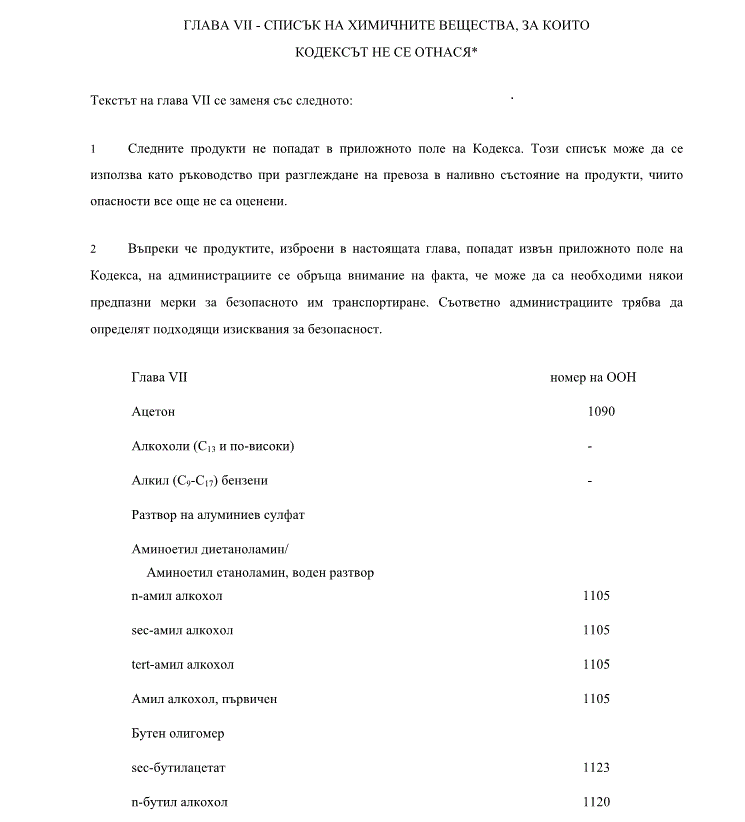 ГЛАВА VII - СПИСЪК НА ХИМИЧНИТЕ ВЕЩЕСТВА, ЗА КОИТО
КОДЕКСЪТ НЕ СЕ ОТНАСЯ*
Текстът на глава VII се заменя със следното:
1 Следните продукти не попадат в приложното поле на Кодекса. Този списък може да се
използва като ръководство при разглеждане на превоза в наливно състояние на продукти, чиито
опасности все още не са оценени.
2 Въпреки че продуктите, изброени в настоящата глава, попадат извън приложното поле на
Кодекса, на администрациите се обръща внимание на факта, че може да са необходими някои
предпазни мерки за безопасното им транспортиране. Съответно администрациите трябва да
определят подходящи изисквания за безопасност.
Глава VII номер на ООН
Ацетон 1090
Алкохоли (C₁₃ и по-високи) -
Алкил (C₉-C₁₇) бензени -
Разтвор на алуминиев сулфат
Аминоетил диетаноламин/
Аминоетил етаноламин, воден разтвор
n-амил алкохол 1105
sec-амил алкохол 1105
tert-амил алкохол 1105
Амил алкохол, първичен 1105
Бутен олигомер
sec-бутилацетат 1123
n-бутил алкохол 1120